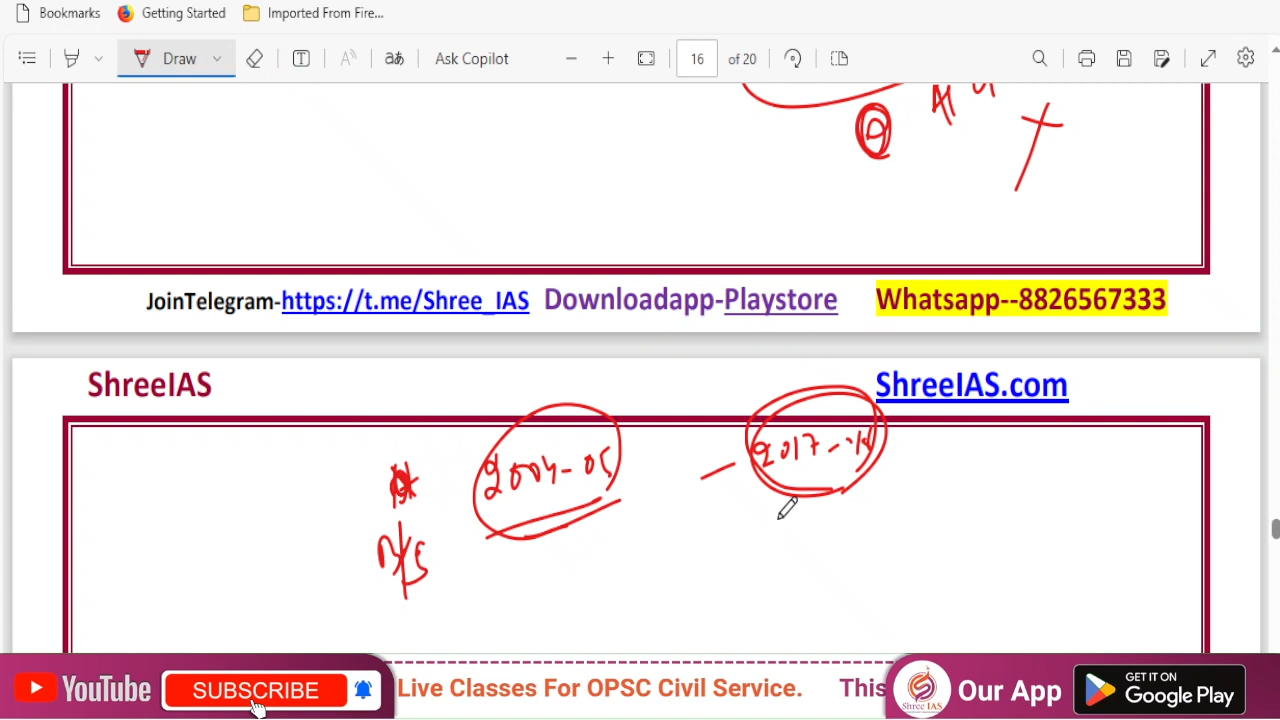 Bookmarks Getting Started Imported From Fire...
Draw Ask Copilot 16 of 20
JoinTelegram-https://t.me/Shree_IAS Downloadapp-Playstore Whatsapp--8826567333
ShreeIAS ShreeIAS.com
2004-05 - 2017-18
YouTube SUBSCRIBE Live Classes For OPSC Civil Service. This Shree IAS Our App GET IT ON Google Play